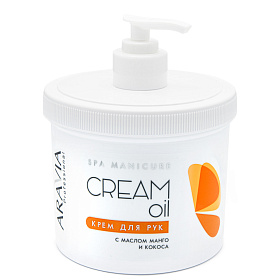 SPA MANICURE
CREAM
oil
КРЕМ ДЛЯ РУК
С МАСЛОМ МАНГО
И КОКОСА
ARAVIA
Professional